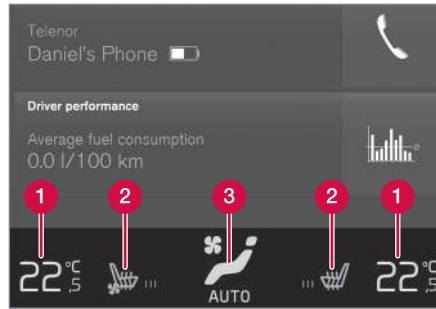 Telenor
Daniel's Phone
Driver performance
Average fuel consumption
0.0 l/100 km
1 2 3 2 1
22°C,5 22°C,5
AUTO